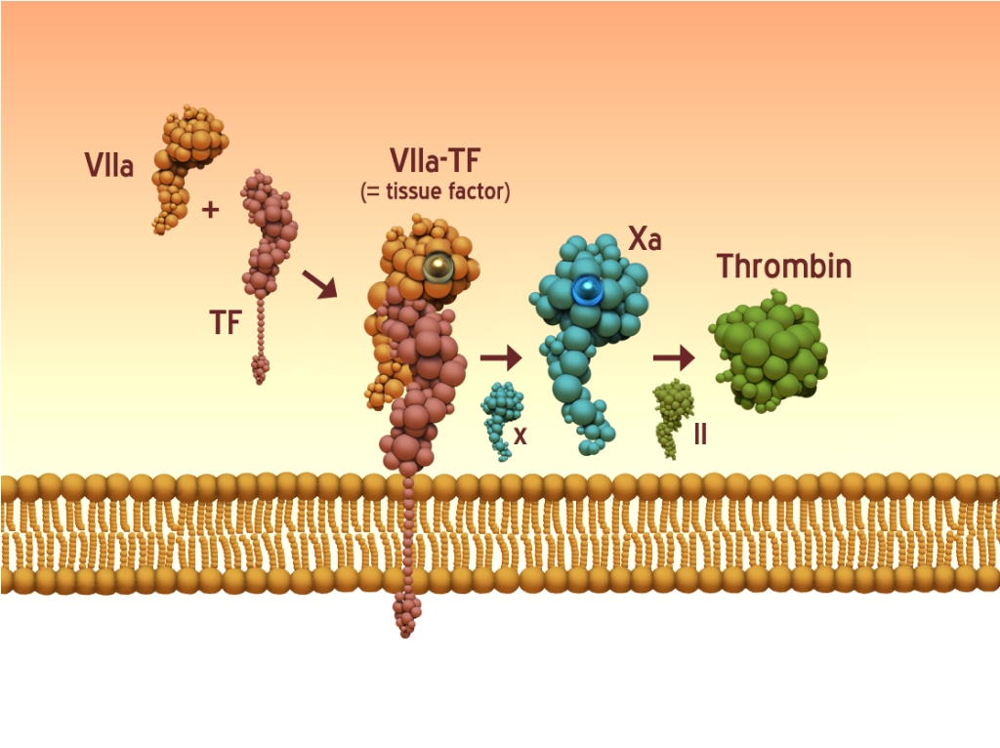 VIIa
+
TF
VIIa-TF
(= tissue factor)
x
Xa
II
Thrombin